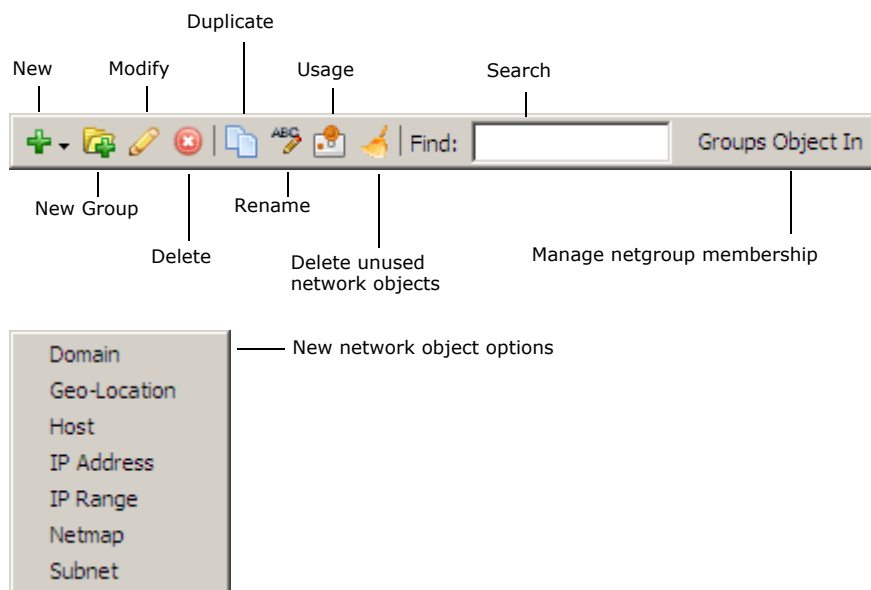 Duplicate
New Modify Usage Search
ABC Find: Groups Object In
New Group Rename
Delete Delete unused Manage netgroup membership
network objects
Domain New network object options
Geo-Location
Host
IP Address
IP Range
Netmap
Subnet